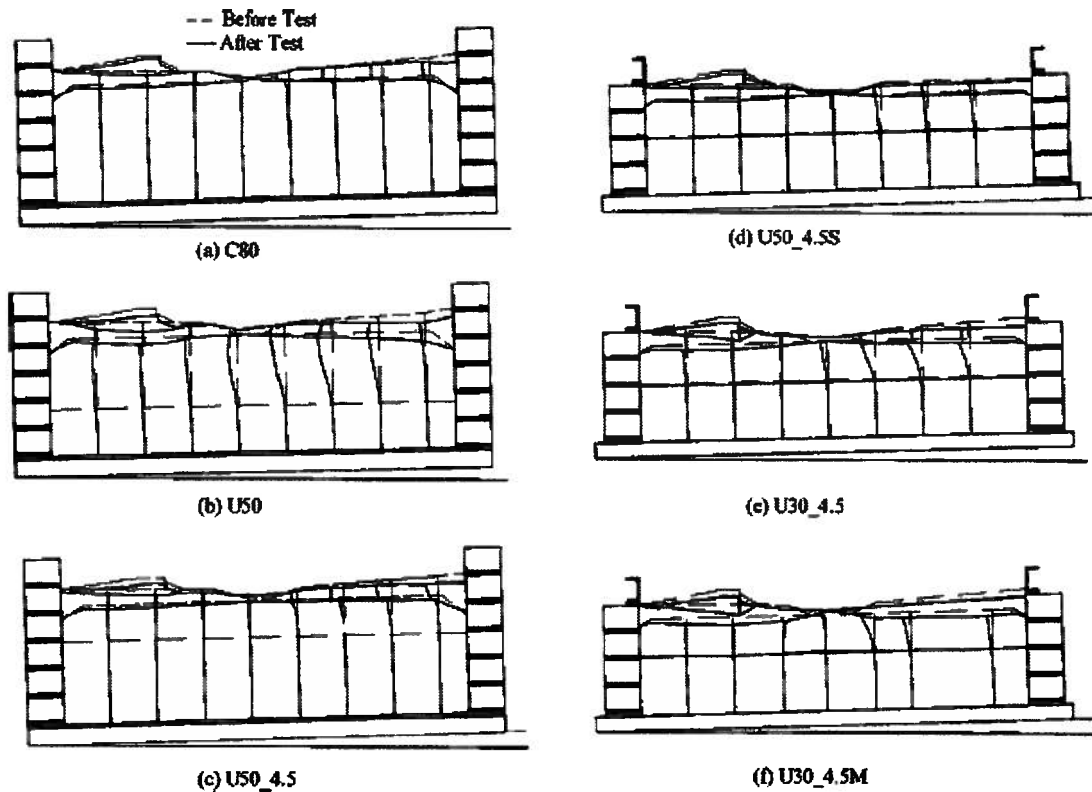 Before Test
After Test
(a) C80
(b) U50
(c) U50_4.5
(d) U50_4.5S
(e) U30_4.5
(f) U30_4.5M